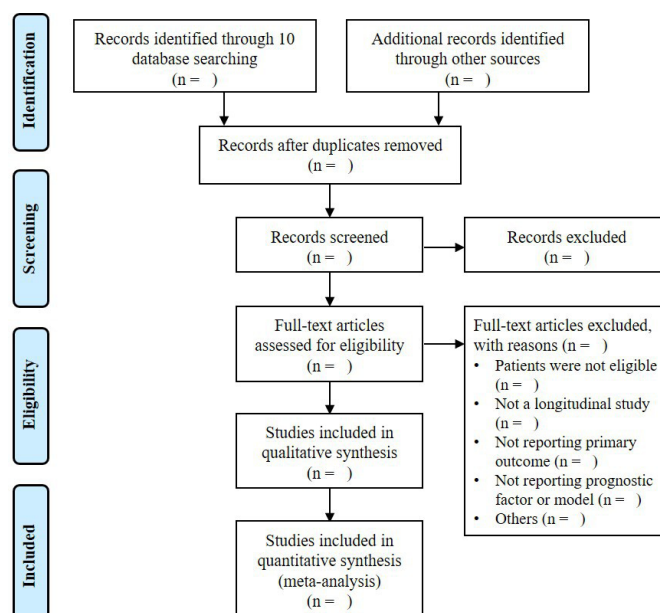 Identification
Records identified through 10
database searching
(n =   )
Additional records identified
through other sources
(n =   )
Records after duplicates removed
(n =   )
Screening
Records screened
(n =   )
Records excluded
(n =   )
Eligibility
Full-text articles
assessed for eligibility
(n =   )
Full-text articles excluded,
with reasons (n =   )
• Patients were not eligible
(n =   )
• Not a longitudinal study
(n =   )
• Not reporting primary
outcome (n =   )
• Not reporting prognostic
factor or model (n =   )
• Others (n =   )
Studies included in
qualitative synthesis
(n =   )
Included
Studies included in
quantitative synthesis
(meta-analysis)
(n =   )